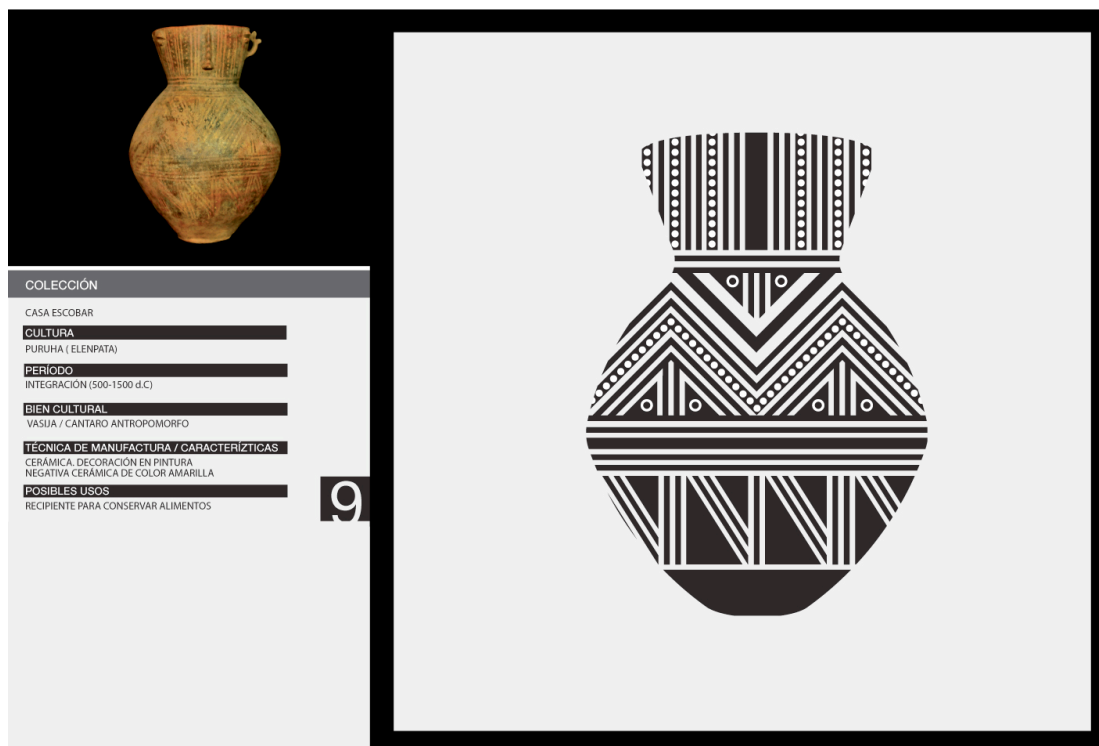 COLECCIÓN
CASA ESCOBAR
CULTURA
PURUHA ( ELENPATA)
PERÍODO
INTEGRACIÓN (500-1500 d.C)
BIEN CULTURAL
VASIJA / CANTARO ANTROPOMORFO
TÉCNICA DE MANUFACTURA / CARACTERÍZTICAS
CERÁMICA. DECORACIÓN EN PINTURA
NEGATIVA CERÁMICA DE COLOR AMARILLA
POSIBLES USOS
RECIPIENTE PARA CONSERVAR ALIMENTOS
9